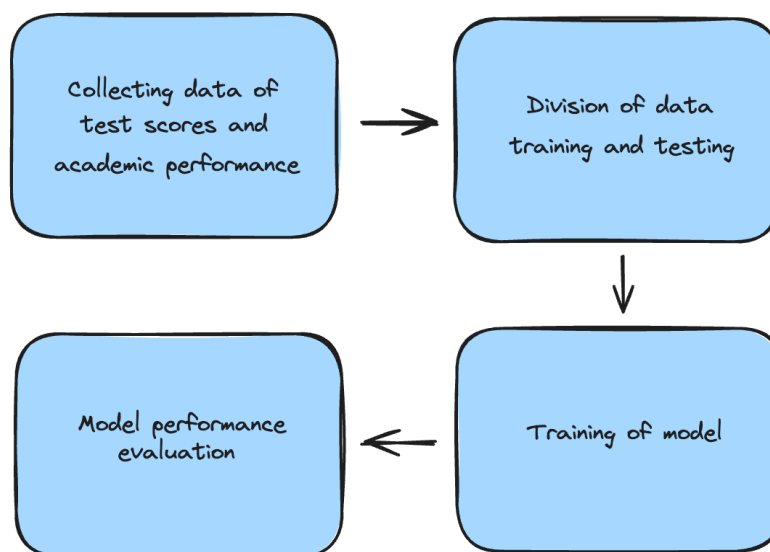 Collecting data of
test scores and
academic performance
Division of data
training and testing
Training of model
Model performance
evaluation